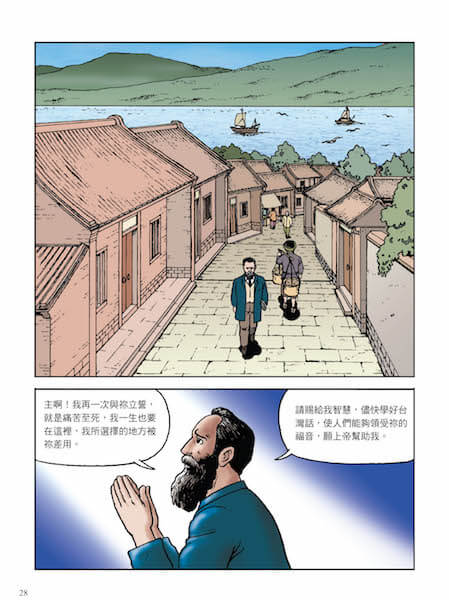 主啊！我再一次與祢立誓，
就是痛苦至死，我一生也要
在這裡、我所選擇的地方被
祢差用。
請賜給我智慧，儘快學好台
灣話，使人們能夠領受祢的
福音，願上帝幫助我。
28